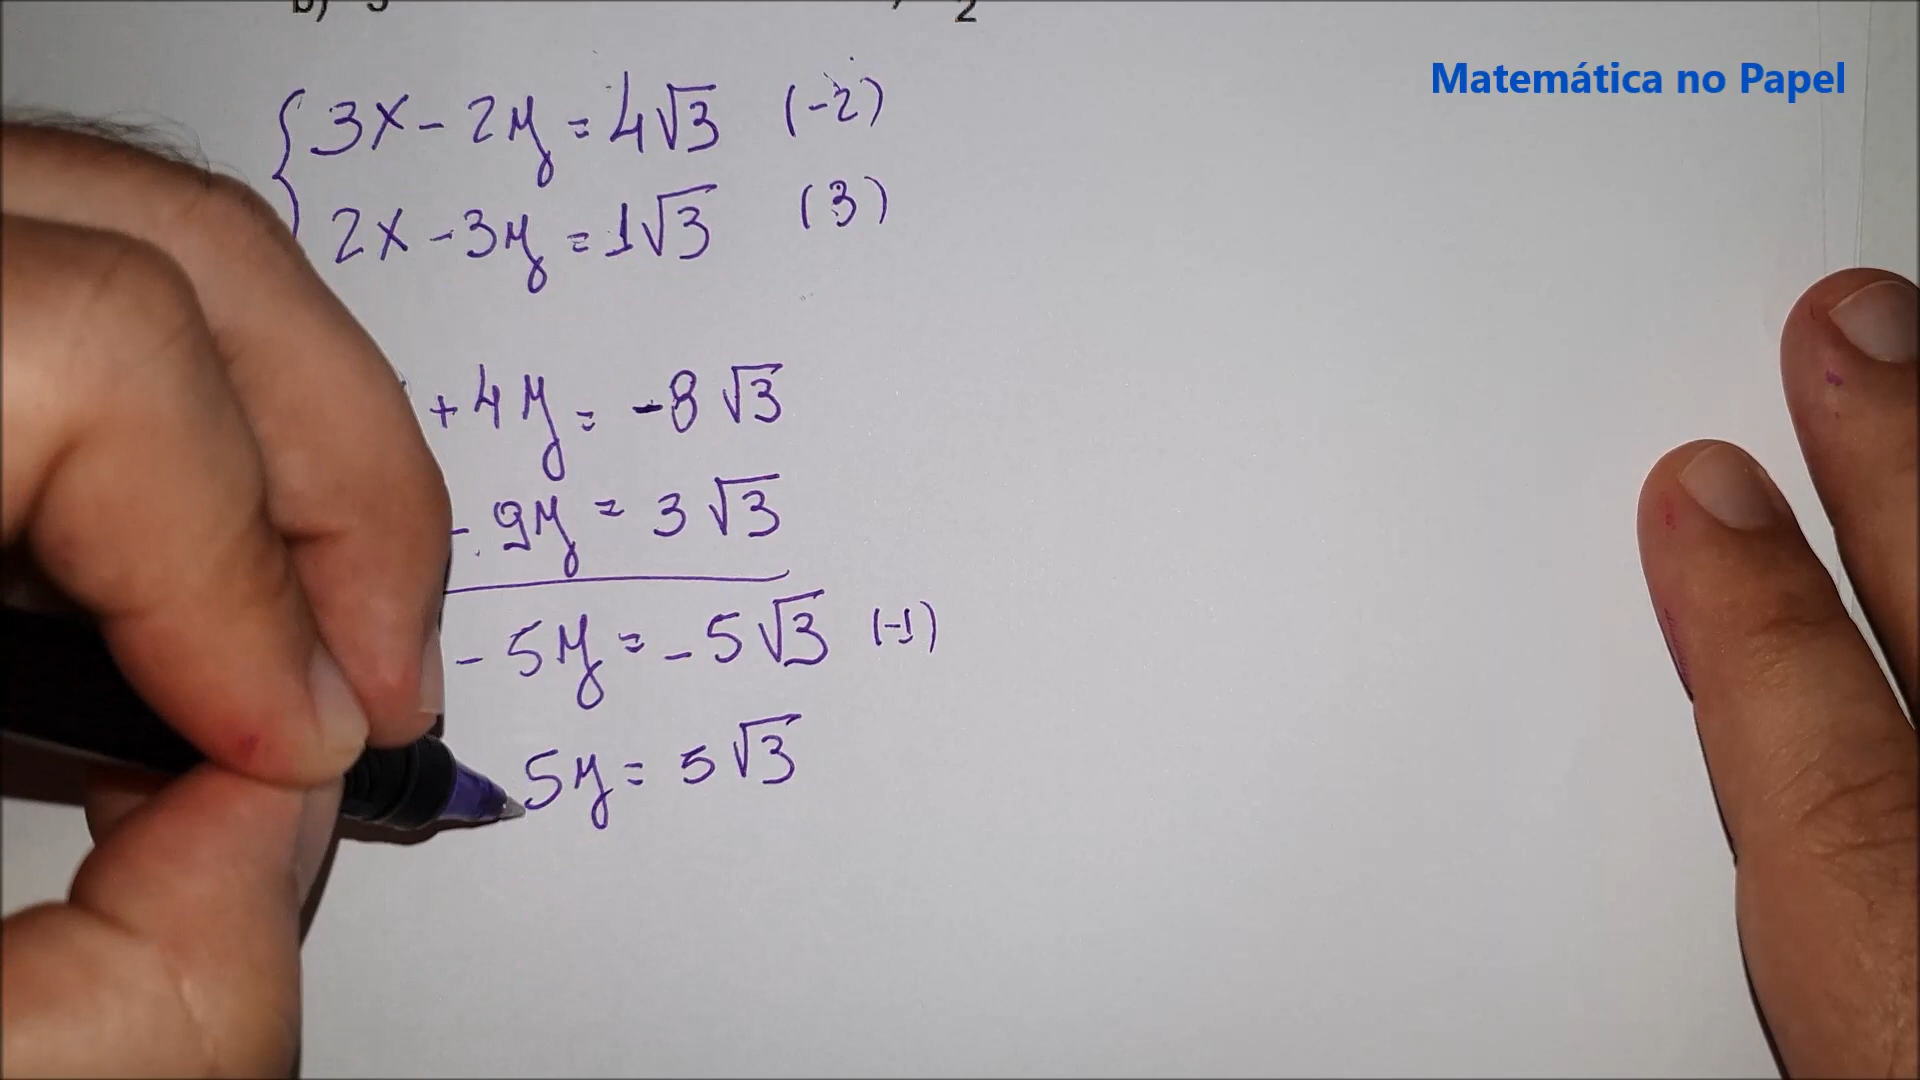 b)
2
Matemática no Papel
3x - 2y = 4√3 (-2)
2x - 3y = 1√3 (3)
+ 4y = -8√3
- 9y = 3√3
- 5y = -5√3 (-1)
5y = 5√3